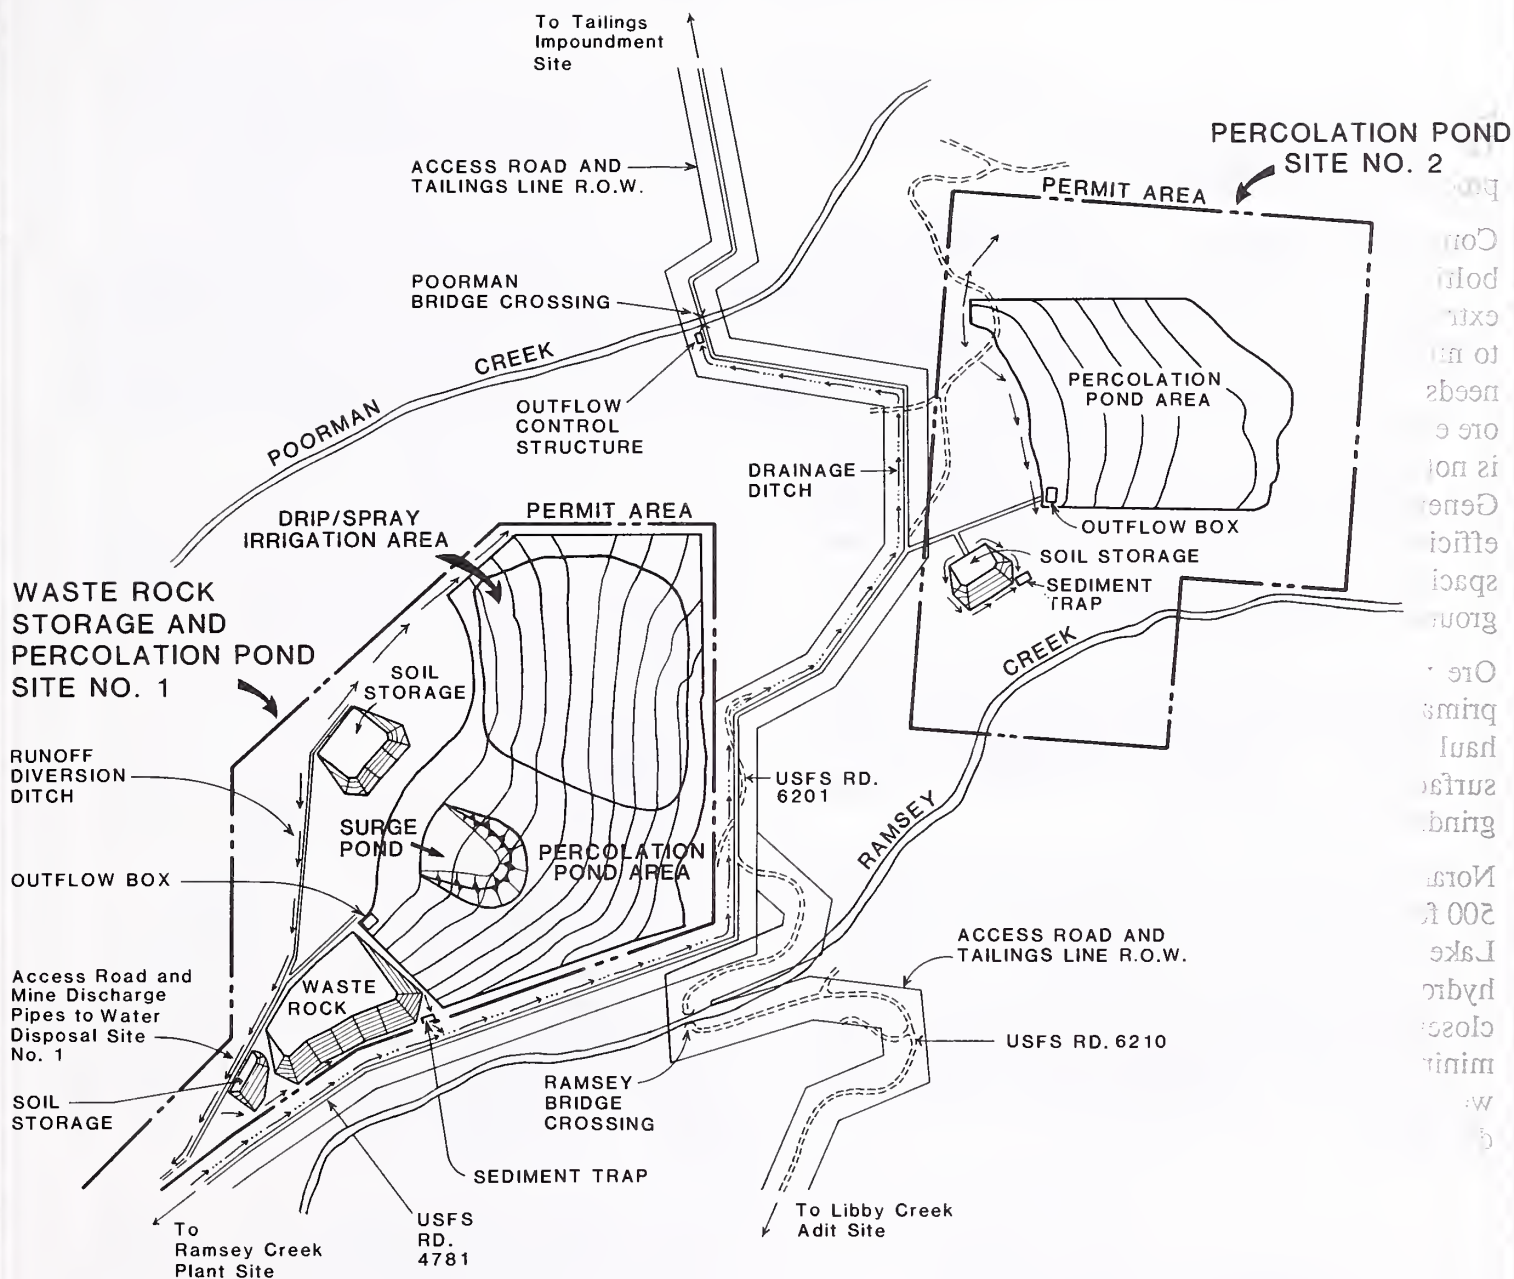 To Tailings
Impoundment
Site
PERCOLATION POND
SITE NO. 2
ACCESS ROAD AND
TAILINGS LINE R.O.W.
PERMIT AREA
POORMAN
BRIDGE CROSSING
CREEK
POORMAN
OUTFLOW
CONTROL
STRUCTURE
PERCOLATION
POND AREA
DRAINAGE
DITCH
OUTFLOW BOX
SOIL STORAGE
SEDIMENT
TRAP
DRIP/SPRAY
IRRIGATION AREA
PERMIT AREA
WASTE ROCK
STORAGE AND
PERCOLATION POND
SITE NO. 1
SOIL
STORAGE
CREEK
RAMSEY
RUNOFF
DIVERSION
DITCH
USFS RD.
6201
SURGE
POND
PERCOLATION
POND AREA
OUTFLOW BOX
ACCESS ROAD AND
TAILINGS LINE R.O.W.
WASTE
ROCK
Access Road and
Mine Discharge
Pipes to Water
Disposal Site
No. 1
USFS RD. 6210
SOIL
STORAGE
RAMSEY
BRIDGE
CROSSING
SEDIMENT TRAP
To
Ramsey Creek
Plant Site
USFS
RD.
4781
To Libby Creek
Adit Site